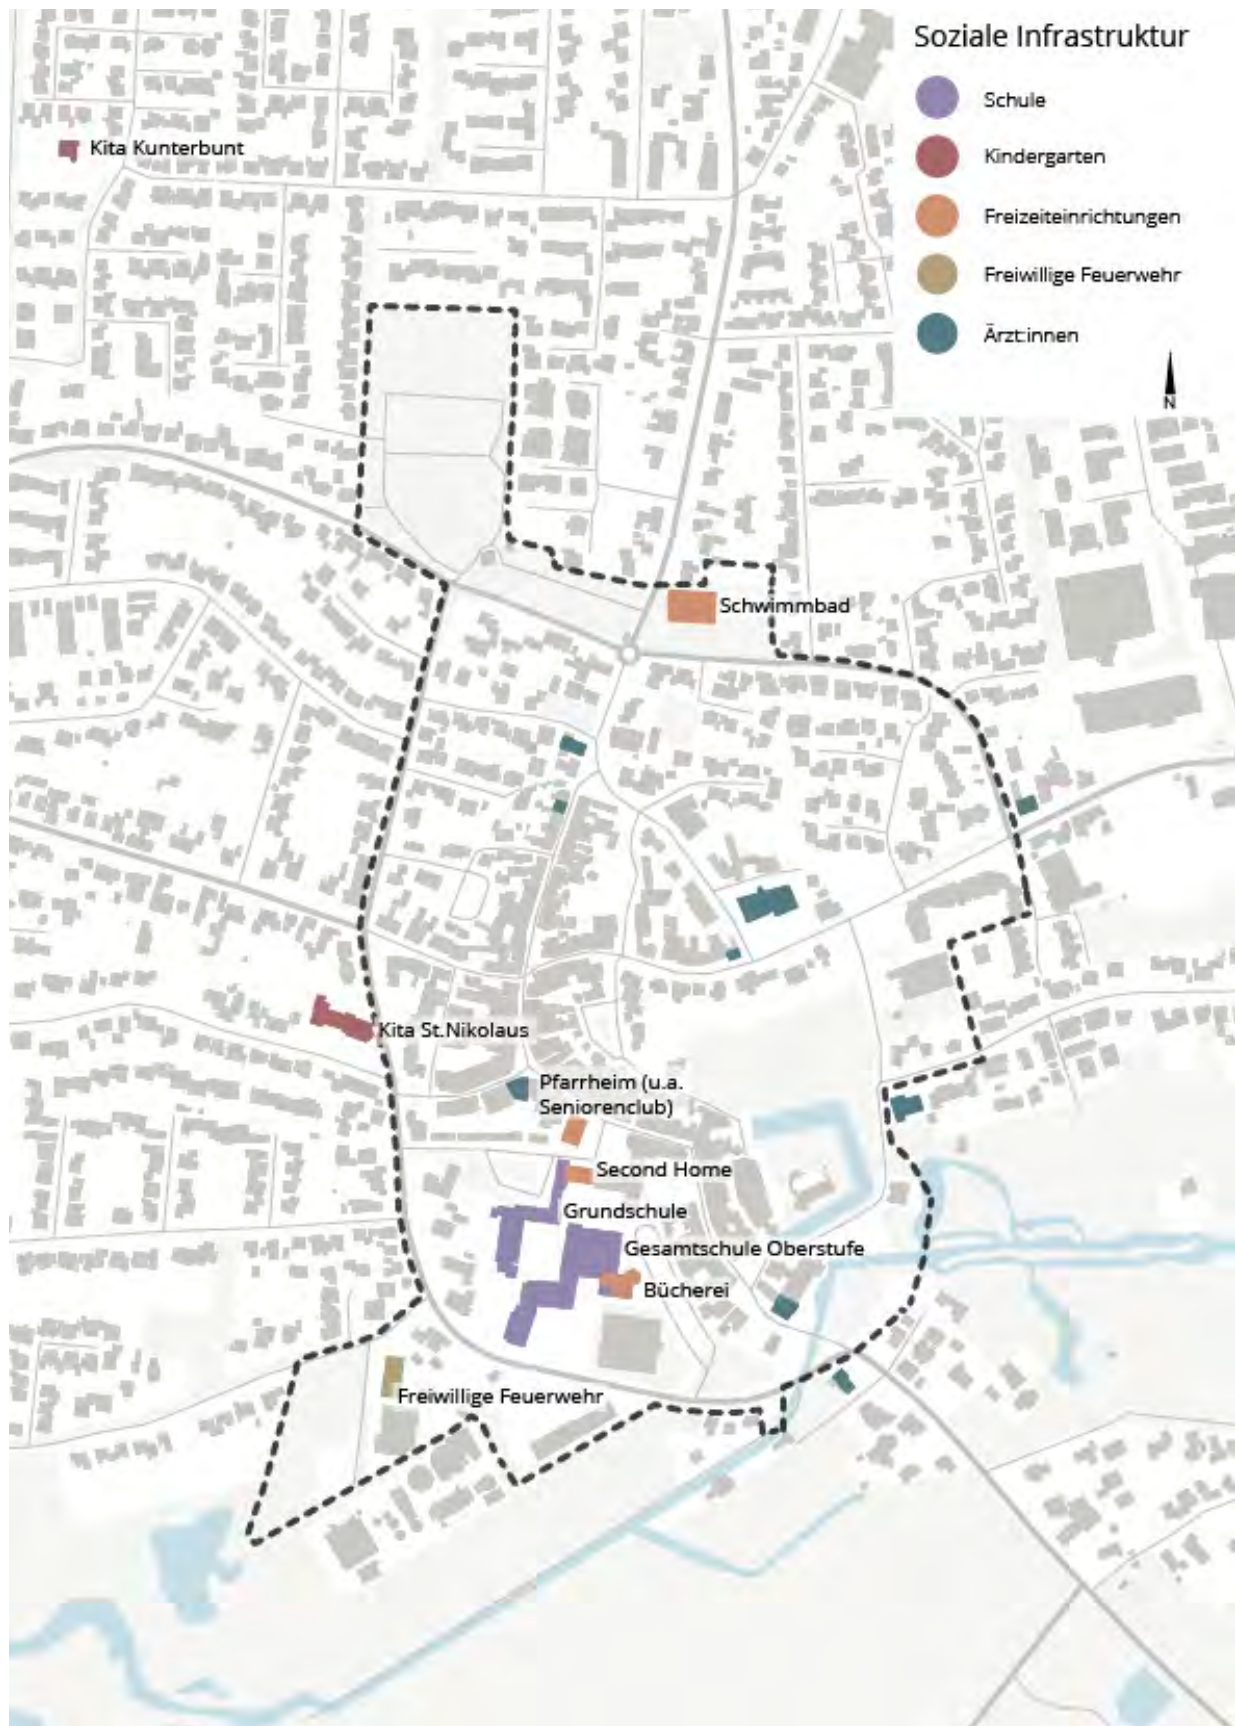 Soziale Infrastruktur
Schule
Kindergarten
Freizeiteinrichtungen
Freiwillige Feuerwehr
Ärzt:innen
N
Kita Kunterbunt
Schwimmbad
Kita St.Nikolaus
Pfarrheim (u.a.
Seniorenclub)
Second Home
Grundschule
Gesamtschule Oberstufe
Bücherei
Freiwillige Feuerwehr